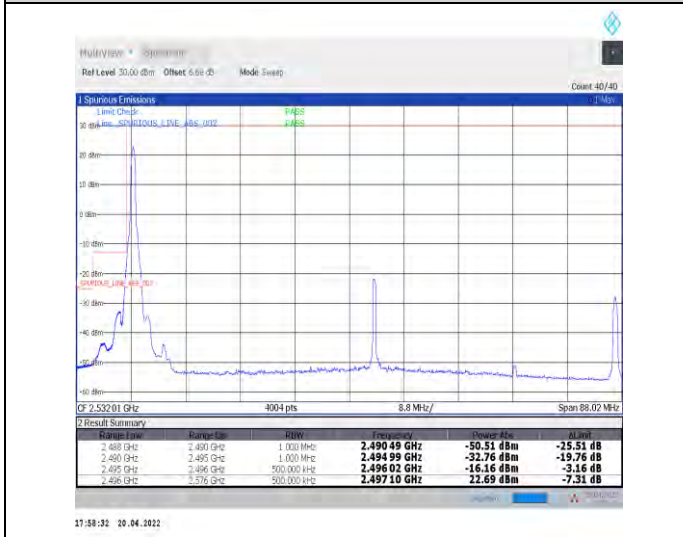 MultiView
Spectrum
Ref Level 30.00 dBm Offset 6.68 dB Mode Sweep
Count 40/40
1 Spurious Emissions
Limit Check PASS
Line _SPURIOUS_LINE_ABS_002 PASS
30 dBm
20 dBm
10 dBm
0 dBm
-10 dBm
-20 dBm
_SPURIOUS_LINE_ABS_002
-30 dBm
-40 dBm
-50 dBm
-60 dBm
CF 2.53201 GHz 4004 pts 8.8 MHz/ Span 88.02 MHz
2 Result Summary
Range Low Range Up RBW Frequency Power Abs ΔLimit
2.488 GHz 2.490 GHz 1.000 MHz 2.490 49 GHz -50.51 dBm -25.51 dB
2.490 GHz 2.495 GHz 1.000 MHz 2.494 99 GHz -32.76 dBm -19.76 dB
2.495 GHz 2.496 GHz 500.000 kHz 2.496 02 GHz -16.16 dBm -3.16 dB
2.496 GHz 2.576 GHz 500.000 kHz 2.497 10 GHz 22.69 dBm -7.31 dB
17:58:32 20.04.2022